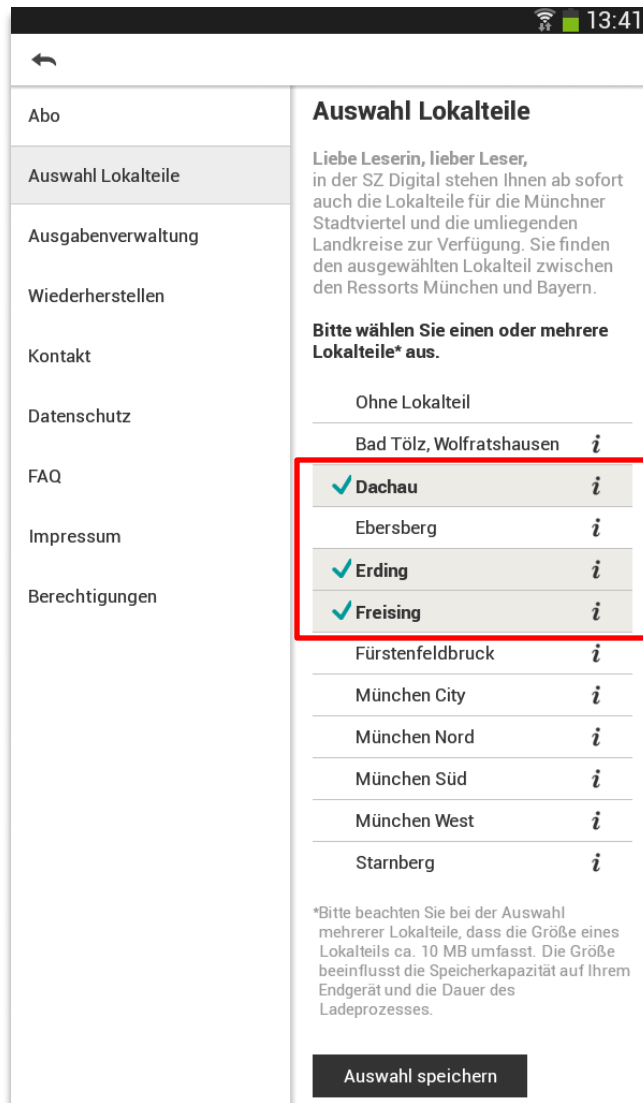 13:41
Abo
Auswahl Lokalteile
Ausgabenverwaltung
Wiederherstellen
Kontakt
Datenschutz
FAQ
Impressum
Berechtigungen
Auswahl Lokalteile
Liebe Leserin, lieber Leser,
in der SZ Digital stehen Ihnen ab sofort
auch die Lokalteile für die Münchner
Stadtviertel und die umliegenden
Landkreise zur Verfügung. Sie finden
den ausgewählten Lokalteil zwischen
den Ressorts München und Bayern.
Bitte wählen Sie einen oder mehrere
Lokalteile* aus.
Ohne Lokalteil
Bad Tölz, Wolfratshausen i
Dachau i
Ebersberg i
Erding i
Freising i
Fürstenfeldbruck i
München City i
München Nord i
München Süd i
München West i
Starnberg i
*Bitte beachten Sie bei der Auswahl
mehrerer Lokalteile, dass die Größe eines
Lokalteils ca. 10 MB umfasst. Die Größe
beeinflusst die Speicherkapazität auf Ihrem
Endgerät und die Dauer des
Ladeprozesses.
Auswahl speichern